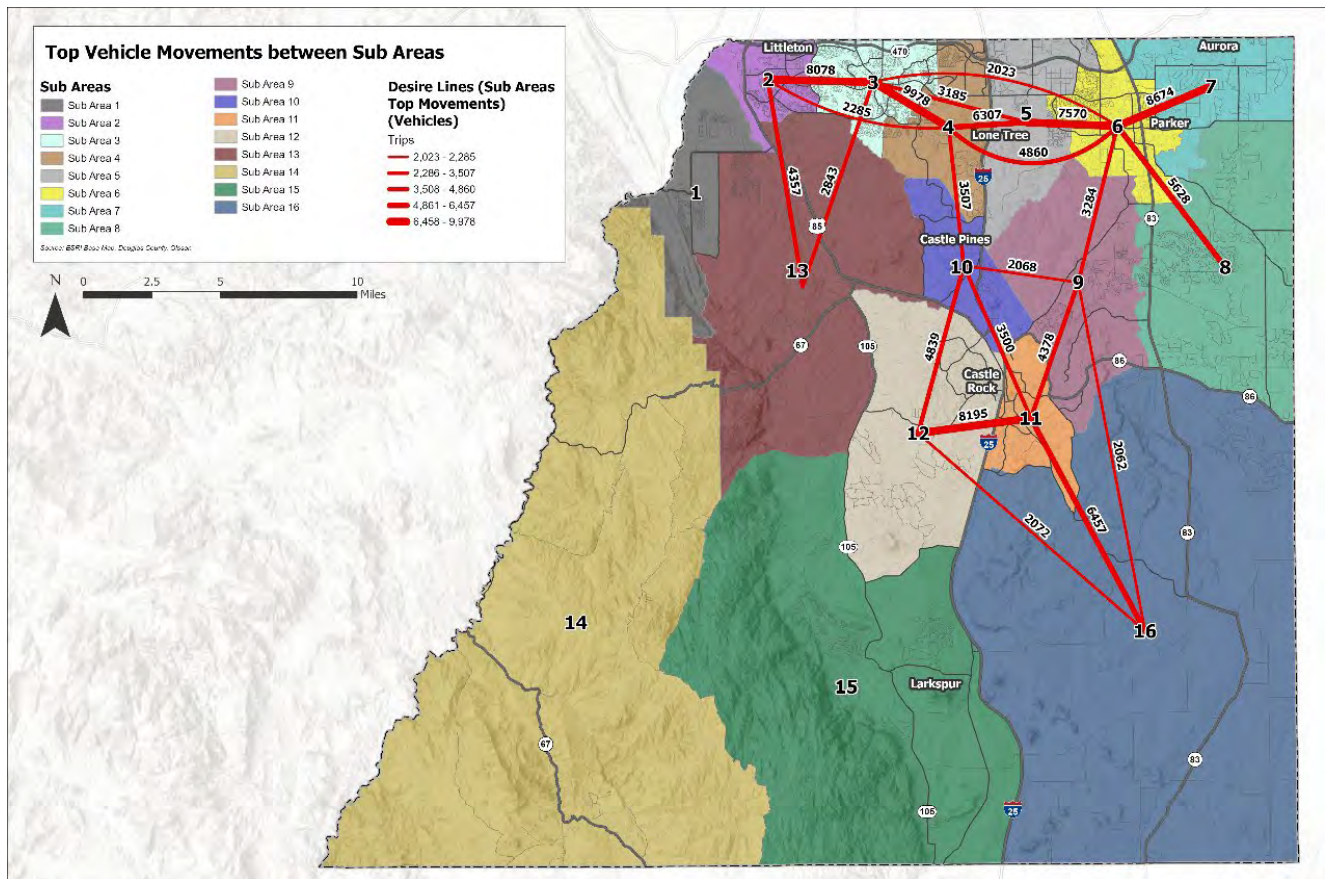 Top Vehicle Movements between Sub Areas
Sub Areas
Sub Area 1
Sub Area 2
Sub Area 3
Sub Area 4
Sub Area 5
Sub Area 6
Sub Area 7
Sub Area 8
Sub Area 9
Sub Area 10
Sub Area 11
Sub Area 12
Sub Area 13
Sub Area 14
Sub Area 15
Sub Area 16
Desire Lines (Sub Areas
Top Movements)
(Vehicles)
Trips
2,023 - 2,285
2,286 - 3,507
3,508 - 4,860
4,861 - 6,457
6,458 - 9,978
Source: ESRI Base Map, Douglas County, Olsson
N
0 2.5 5 10
Miles
Littleton
470
Aurora
2
8078
3
2023
7
3185
8674
9978
2285
4
6307
5
7570
6
Parker
Lone Tree
4860
25
5628
4357
2843
3507
3284
1
83
85
Castle Pines
13
10
2068
9
8
67
105
4839
3500
4378
86
Castle
Rock
86
12
8195
11
25
2062
6457
2072
83
105
14
16
15
Larkspur
67
83
105
25